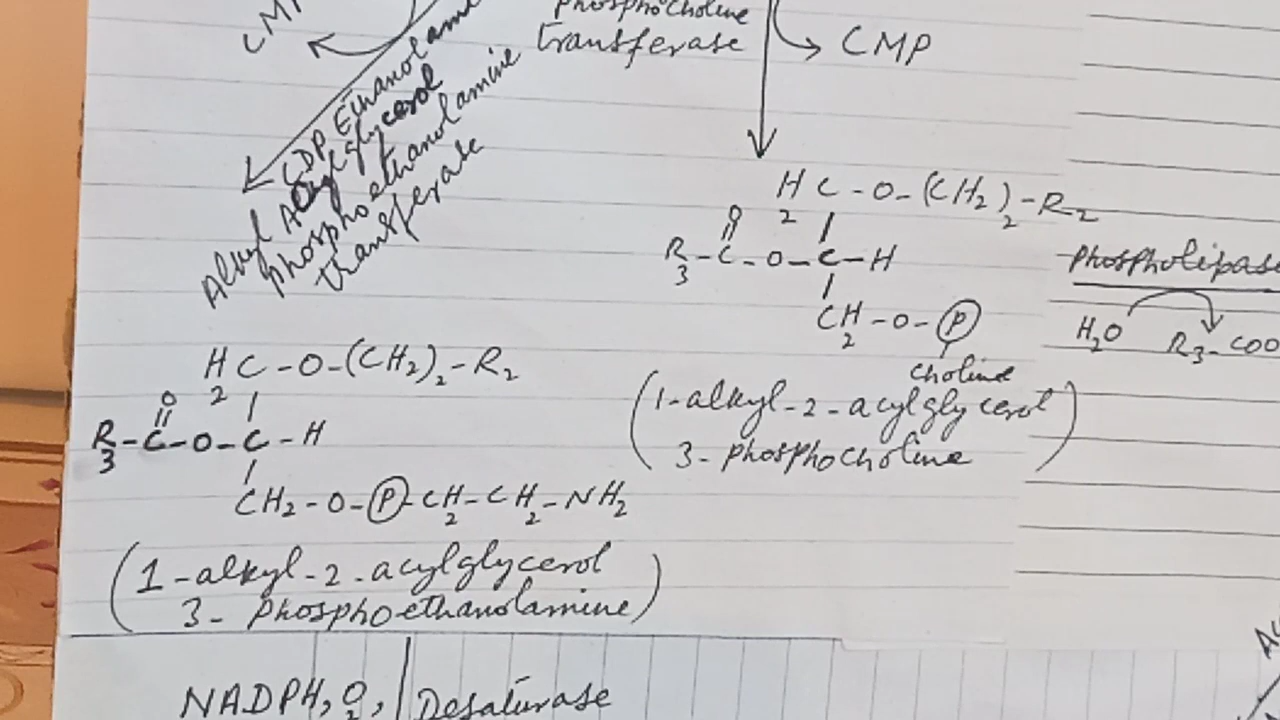 CMP
CDP Ethanolamine
Alkyl Acylglycerol
phosphoethanolamine
transferase
Phosphocholine
transferase
CMP
H2C-O-(CH2)2-R2
O
R3-C-O-C-H
CH2-O-P
choline
(1-alkyl-2-acylglycerol
3-phosphocholine)
Phospholipase
H2O
R3-COO
H2C-O-(CH2)2-R2
O
R3-C-O-C-H
CH2-O-P-CH2-CH2-NH2
(1-alkyl-2-acylglycerol
3-Phosphoethanolamine)
NADPH, O2,
Desaturase